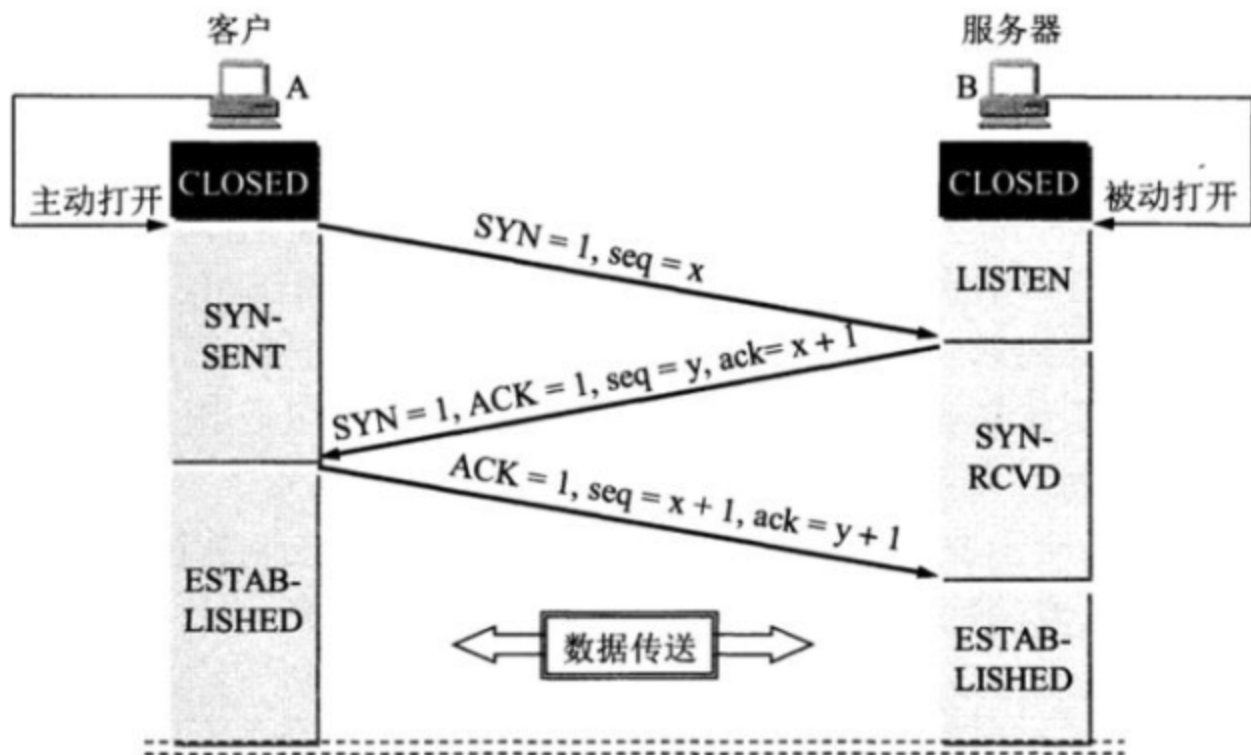 客户
服务器
A
B
CLOSED
CLOSED
主动打开
被动打开
SYN = 1, seq = x
LISTEN
SYN-
SENT
SYN = 1, ACK = 1, seq = y, ack= x + 1
SYN-
RCVD
ACK = 1, seq = x + 1, ack = y + 1
ESTAB-
LISHED
数据传送
ESTAB-
LISHED